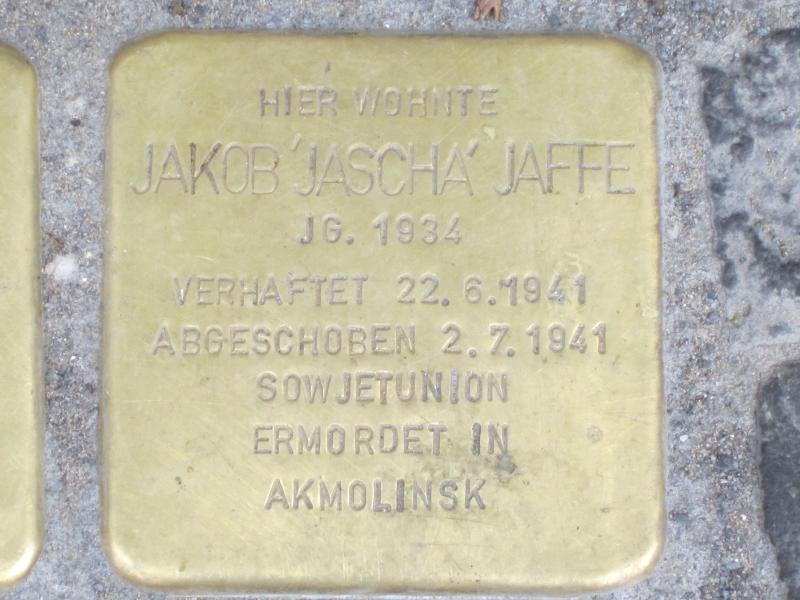 HIER WOHNTE
JAKOB 'JASCHA' JAFFE
JG. 1934
VERHAFTET 22.6.1941
ABGESCHOBEN 2.7.1941
SOWJETUNION
ERMORDET IN
AKMOLINSK